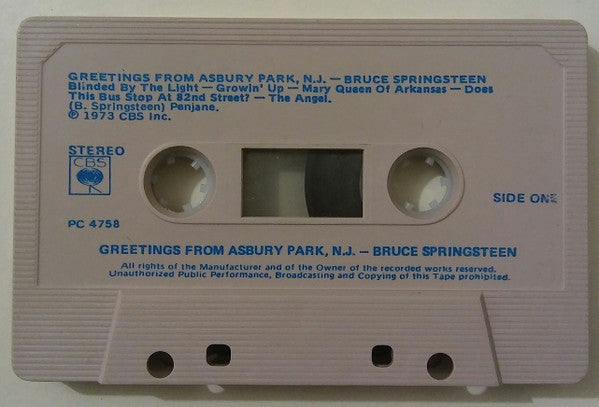 GREETINGS FROM ASBURY PARK, N.J. — BRUCE SPRINGSTEEN
Blinded By The Light — Growin' Up — Mary Queen Of Arkansas — Does
This Bus Stop At 82nd Street? — The Angel.
(B. Springsteen) Penjane.
℗ 1973 CBS Inc.
STEREO
CBS
SIDE ONE
PC 4758
GREETINGS FROM ASBURY PARK, N.J. — BRUCE SPRINGSTEEN
All rights of the Manufacturer and of the Owner of the recorded works reserved.
Unauthorized Public Performance, Broadcasting and Copying of this Tape prohibited.